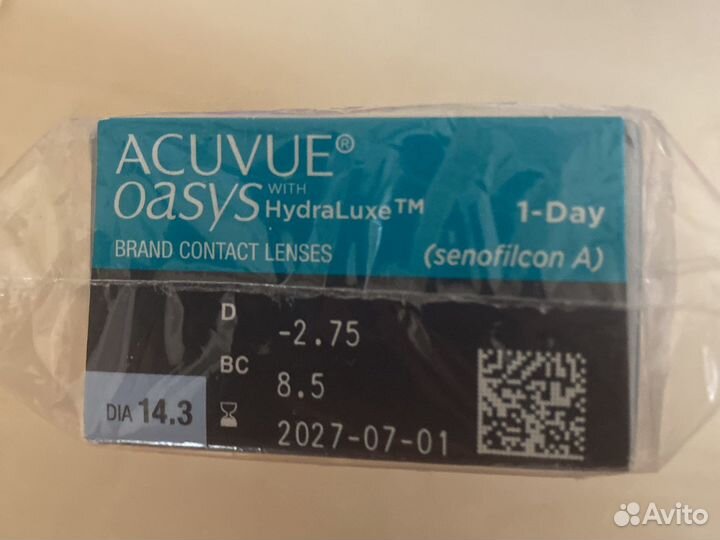 ACUVUE®
oasys WITH HydraLuxe™ 1-Day
BRAND CONTACT LENSES (senofilcon A)
D -2.75
BC 8.5
DIA 14.3 2027-07-01
Avito